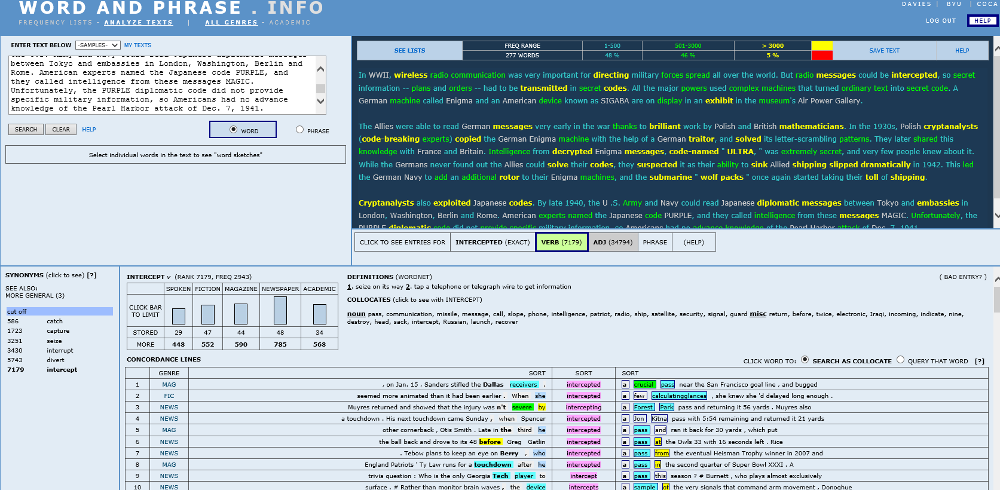 WORD AND PHRASE . INFO
DAVIES | BYU | COCA
FREQUENCY LISTS - ANALYZE TEXTS | ALL GENRES - ACADEMIC
LOG OUT HELP
ENTER TEXT BELOW -SAMPLES- MY TEXTS
between Tokyo and embassies in London, Washington, Berlin and
Rome. American experts named the Japanese code PURPLE, and
they called intelligence from these messages MAGIC.
Unfortunately, the PURPLE diplomatic code did not provide
specific military information, so Americans had no advance
knowledge of the Pearl Harbor attack of Dec. 7, 1941.
SEARCH CLEAR HELP WORD PHRASE
Select individual words in the text to see "word sketches"
SEE LISTS FREQ RANGE 1-500 501-3000 > 3000 SAVE TEXT HELP
277 WORDS 48 % 46 % 5 %
In WWII, wireless radio communication was very important for directing military forces spread all over the world. But radio messages could be intercepted, so secret
information -- plans and orders -- had to be transmitted in secret codes. All the major powers used complex machines that turned ordinary text into secret code. A
German machine called Enigma and an American device known as SIGABA are on display in an exhibit in the museum's Air Power Gallery.
The Allies were able to read German messages very early in the war thanks to brilliant work by Polish and British mathematicians. In the 1930s, Polish cryptanalysts
(code-breaking experts) copied the German Enigma machine with the help of a German traitor, and solved its letter-scrambling patterns. They later shared this
knowledge with France and Britain. Intelligence from decrypted Enigma messages, code-named " ULTRA, " was extremely secret, and very few people knew about it.
While the Germans never found out the Allies could solve their codes, they suspected it as their ability to sink Allied shipping slipped dramatically in 1942. This led
the German Navy to add an additional rotor to their Enigma machines, and the submarine " wolf packs " once again started taking their toll of shipping.
Cryptanalysts also exploited Japanese codes. By late 1940, the U .S. Army and Navy could read Japanese diplomatic messages between Tokyo and embassies in
London, Washington, Berlin and Rome. American experts named the Japanese code PURPLE, and they called intelligence from these messages MAGIC. Unfortunately, the
PURPLE diplomatic code did not provide specific military information, so Americans had no advance knowledge of the Pearl Harbor attack of Dec. 7, 1941.
CLICK TO SEE ENTRIES FOR INTERCEPTED (EXACT) VERB (7179) ADJ (34794) PHRASE (HELP)
SYNONYMS (click to see) [?]
SEE ALSO:
MORE GENERAL (3)
cut off
586 catch
1723 capture
3251 seize
3430 interrupt
5743 divert
7179 intercept
INTERCEPT v (RANK 7179, FREQ 2943)
SPOKEN FICTION MAGAZINE NEWSPAPER ACADEMIC
CLICK BAR
TO LIMIT
STORED 29 47 44 48 34
MORE 448 552 590 785 568
DEFINITIONS (WORDNET) ( BAD ENTRY? )
1. seize on its way 2. tap a telephone or telegraph wire to get information
COLLOCATES (click to see with INTERCEPT)
noun pass, communication, missile, message, call, slope, phone, intelligence, patriot, radio, ship, satellite, security, signal, guard misc return, before, twice, electronic, Iraqi, incoming, indicate, nine,
destroy, head, sack, intercept, Russian, launch, recover
CONCORDANCE LINES CLICK WORD TO: SEARCH AS COLLOCATE QUERY THAT WORD [?]
GENRE SORT SORT SORT
1 MAG , on Jan. 15 , Sanders stifled the Dallas receivers , intercepted a crucial pass near the San Francisco goal line , and bugged
2 FIC seemed more animated than it had been earlier . When she intercepted a few calculatingglances , she knew she 'd delayed long enough .
3 NEWS Muyres returned and showed that the injury was n't severe by intercepting a Forest Park pass and returning it 56 yards . Muyres also
4 NEWS a touchdown . His next touchdown came Sunday , when Spencer intercepted a Jon Kitna pass with 5:54 remaining and returned it 21 yards
5 MAG other cornerback , Otis Smith . Late in the third he intercepted a pass and ran it back for 30 yards , which put
6 NEWS the ball back and drove to its 48 before Greg Gatlin intercepted a pass at the Owls 33 with 16 seconds left . Rice
7 NEWS . Tebow plans to keep an eye on Berry , who intercepted a pass from the eventual Heisman Trophy winner in 2007 and
8 MAG England Patriots ' Ty Law runs for a touchdown after he intercepted a pass in the second quarter of Super Bowl XXXI . A
9 NEWS trivia question : Who is the only Georgia Tech player to intercept a pass this season ? # Burnett , who plays almost exclusively
10 NEWS surface . # Rather than monitor brain waves , the device intercepts a sample of the very signals that command arm movement , Donoghue